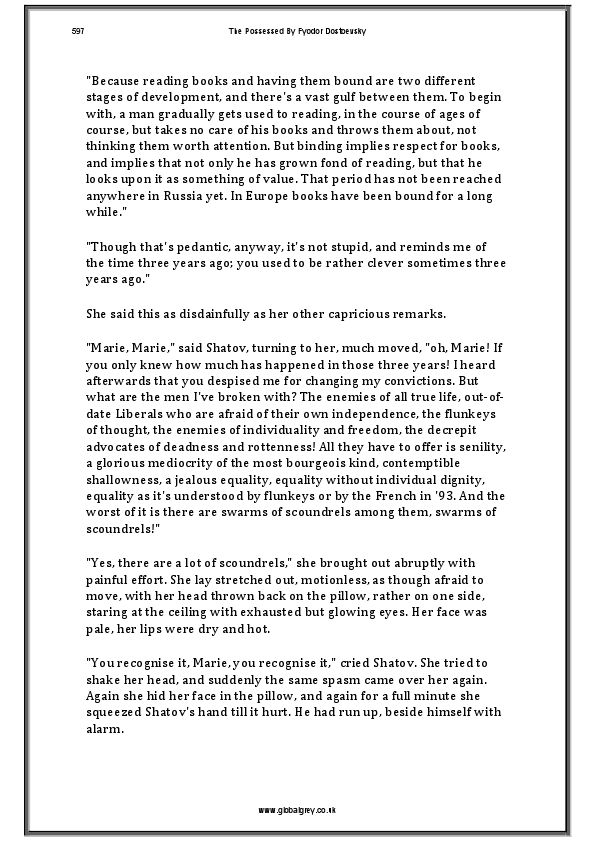 597
The Possessed By Fyodor Dostoevsky
"Because reading books and having them bound are two different
stages of development, and there's a vast gulf between them. To begin
with, a man gradually gets used to reading, in the course of ages of
course, but takes no care of his books and throws them about, not
thinking them worth attention. But binding implies respect for books,
and implies that not only he has grown fond of reading, but that he
looks upon it as something of value. That period has not been reached
anywhere in Russia yet. In Europe books have been bound for a long
while."
"Though that's pedantic, anyway, it's not stupid, and reminds me of
the time three years ago; you used to be rather clever sometimes three
years ago."
She said this as disdainfully as her other capricious remarks.
"Marie, Marie," said Shatov, turning to her, much moved, "oh, Marie! If
you only knew how much has happened in those three years! I heard
afterwards that you despised me for changing my convictions. But
what are the men I've broken with? The enemies of all true life, out-of-
date Liberals who are afraid of their own independence, the flunkeys
of thought, the enemies of individuality and freedom, the decrepit
advocates of deadness and rottenness! All they have to offer is senility,
a glorious mediocrity of the most bourgeois kind, contemptible
shallowness, a jealous equality, equality without individual dignity,
equality as it's understood by flunkeys or by the French in '93. And the
worst of it is there are swarms of scoundrels among them, swarms of
scoundrels!"
"Yes, there are a lot of scoundrels," she brought out abruptly with
painful effort. She lay stretched out, motionless, as though afraid to
move, with her head thrown back on the pillow, rather on one side,
staring at the ceiling with exhausted but glowing eyes. Her face was
pale, her lips were dry and hot.
"You recognise it, Marie, you recognise it," cried Shatov. She tried to
shake her head, and suddenly the same spasm came over her again.
Again she hid her face in the pillow, and again for a full minute she
squeezed Shatov's hand till it hurt. He had run up, beside himself with
alarm.
www.globalgrey.co.uk